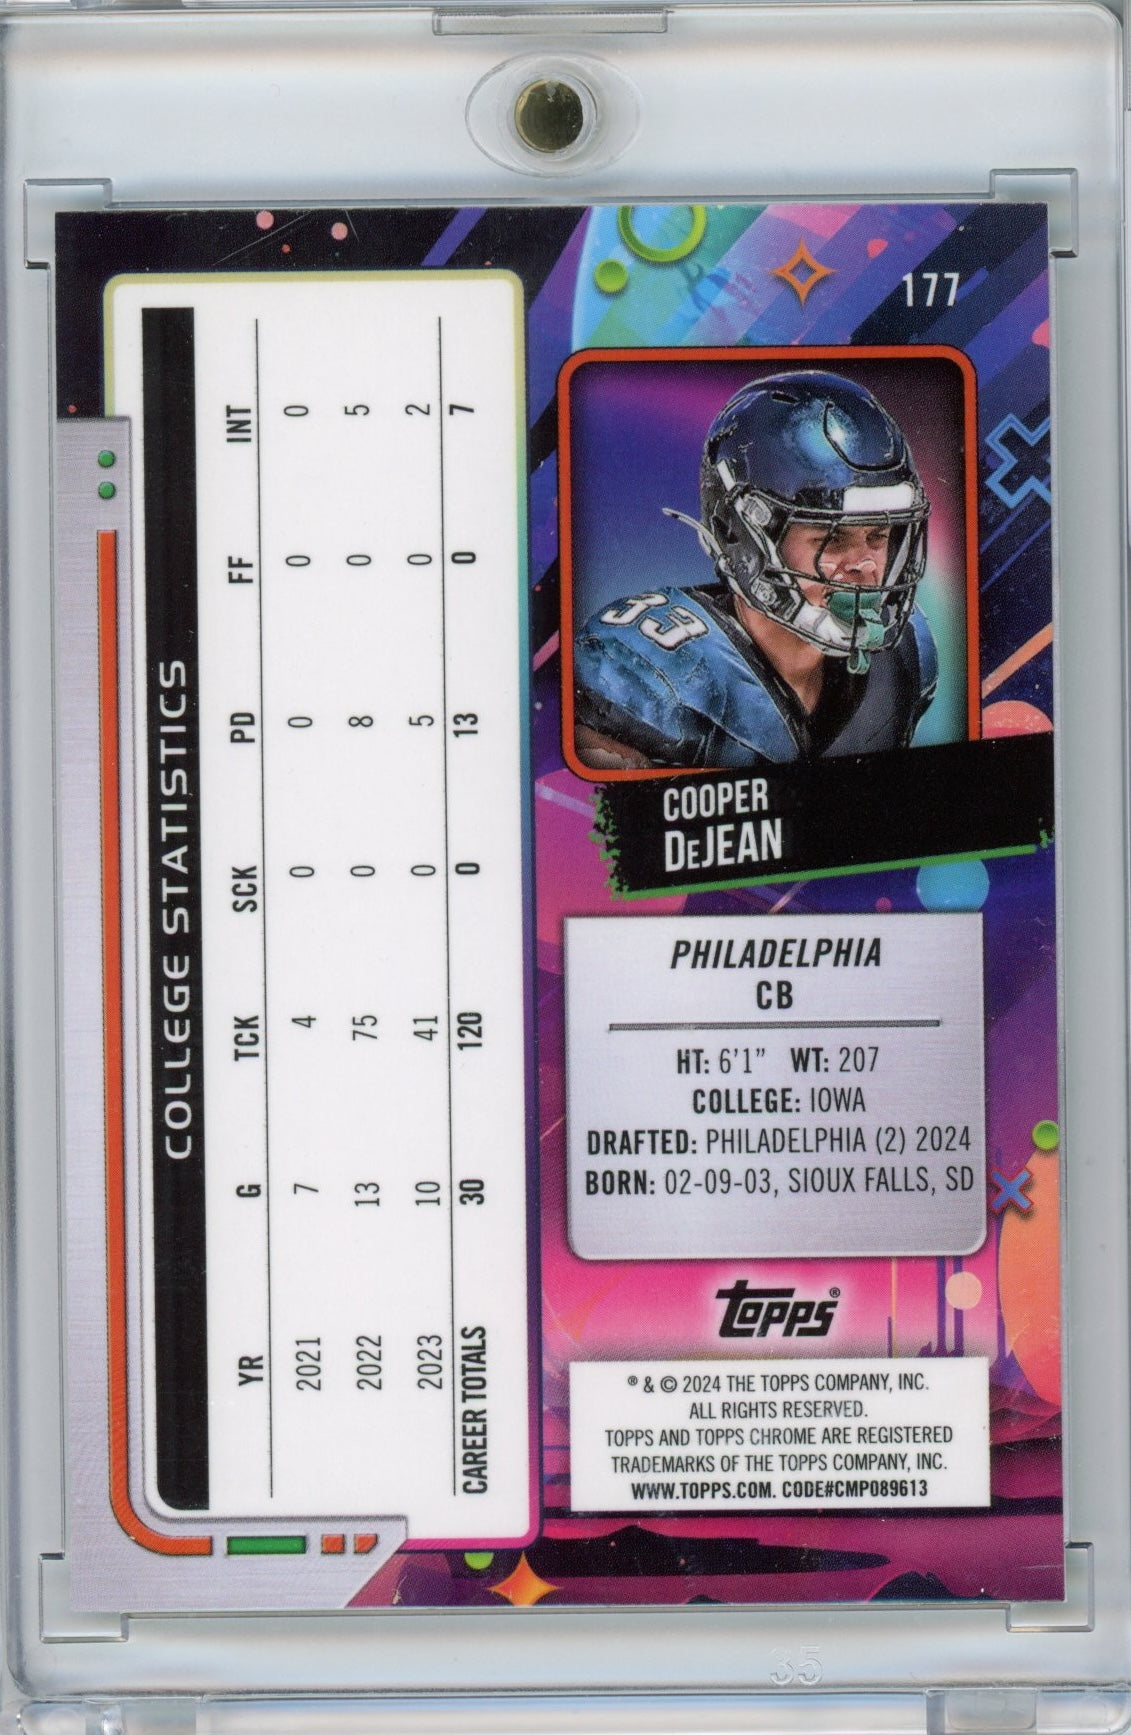 177
33
COOPER
DeJEAN
PHILADELPHIA
CB
HT: 6'1" WT: 207
COLLEGE: IOWA
DRAFTED: PHILADELPHIA (2) 2024
BORN: 02-09-03, SIOUX FALLS, SD
topps®
® & © 2024 THE TOPPS COMPANY, INC.
ALL RIGHTS RESERVED.
TOPPS AND TOPPS CHROME ARE REGISTERED
TRADEMARKS OF THE TOPPS COMPANY, INC.
WWW.TOPPS.COM. CODE#CMP089613
COLLEGE STATISTICS
YR G TCK SCK PD FF INT
2021 7 4 0 0 0 0
2022 13 75 0 8 0 5
2023 10 41 0 5 0 2
CAREER TOTALS 30 120 0 13 0 7
35